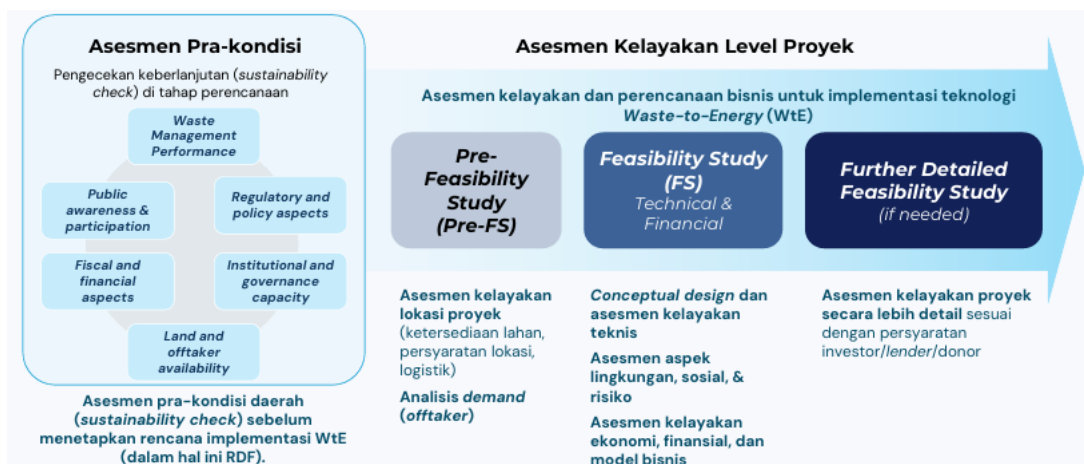 Asesmen Pra-kondisi
Pengecekan keberlanjutan (sustainability
check) di tahap perencanaan
Waste
Management
Performance
Public
awareness &
participation
Regulatory and
policy aspects
Fiscal and
financial
aspects
Institutional and
governance
capacity
Land and
offtaker
availability
Asesmen pra-kondisi daerah
(sustainability check) sebelum
menetapkan rencana implementasi WtE
(dalam hal ini RDF).
Asesmen Kelayakan Level Proyek
Asesmen kelayakan dan perencanaan bisnis untuk implementasi teknologi
Waste-to-Energy (WtE)
Pre-
Feasibility
Study
(Pre-FS)
Asesmen kelayakan
lokasi proyek
(ketersediaan lahan,
persyaratan lokasi,
logistik)
Analisis demand
(offtaker)
Feasibility Study
(FS)
Technical &
Financial
Conceptual design dan
asesmen kelayakan
teknis
Asesmen aspek
lingkungan, sosial, &
risiko
Asesmen kelayakan
ekonomi, finansial, dan
model bisnis
Further Detailed
Feasibility Study
(if needed)
Asesmen kelayakan proyek
secara lebih detail sesuai
dengan persyaratan
investor/lender/donor